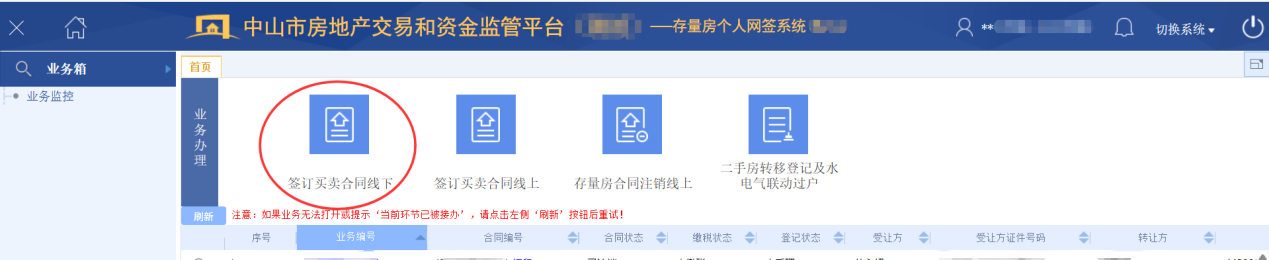 中山市房地产交易和资金监管平台 ——存量房个人网签系统 ** 切换系统
业务箱 首页
业务监控
业务办理
签订买卖合同线下 签订买卖合同线上 存量房合同注销线上 二手房转移登记及水电气联动过户
刷新 注意：如果业务无法打开或提示‘当前环节已被接办’，请点击左侧‘刷新’按钮后重试！
序号 业务编号 合同编号 合同状态 缴税状态 登记状态 受让方 受让方证件号码 转让方